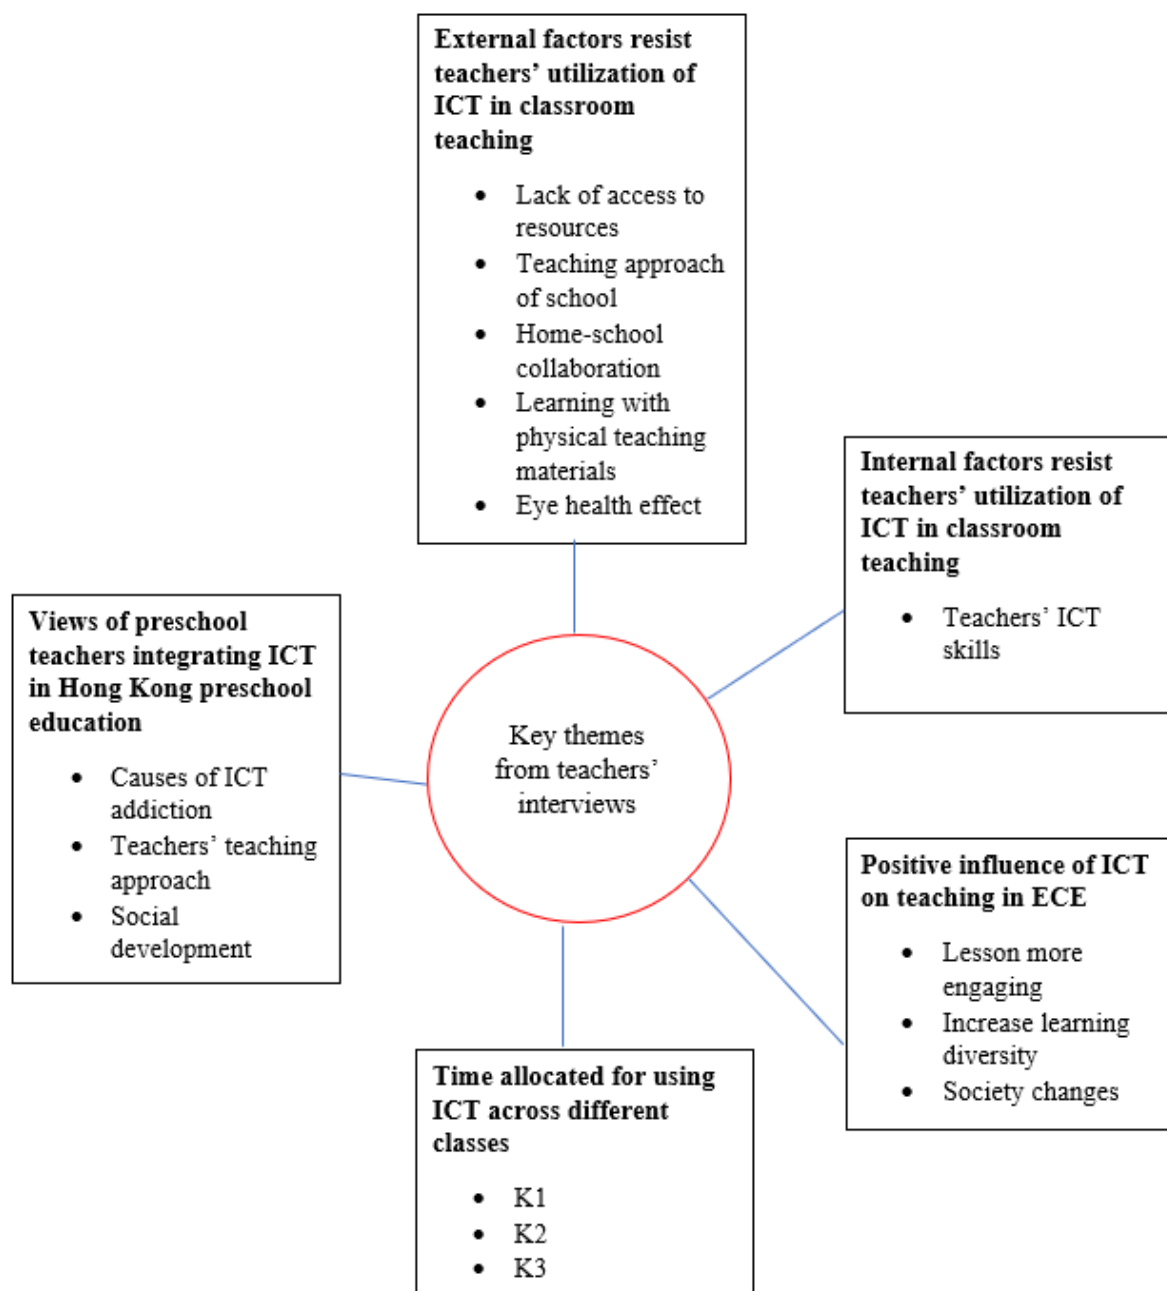 External factors resist
teachers’ utilization of
ICT in classroom
teaching
• Lack of access to
resources
• Teaching approach
of school
• Home-school
collaboration
• Learning with
physical teaching
materials
• Eye health effect
Internal factors resist
teachers’ utilization of
ICT in classroom
teaching
• Teachers’ ICT
skills
Views of preschool
teachers integrating ICT
in Hong Kong preschool
education
• Causes of ICT
addiction
• Teachers’ teaching
approach
• Social
development
Key themes
from teachers’
interviews
Positive influence of ICT
on teaching in ECE
• Lesson more
engaging
• Increase learning
diversity
• Society changes
Time allocated for using
ICT across different
classes
• K1
• K2
• K3